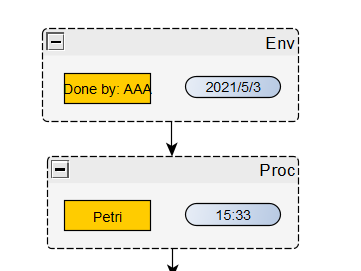 Env
Done by: AAA
2021/5/3
Proc
Petri
15:33